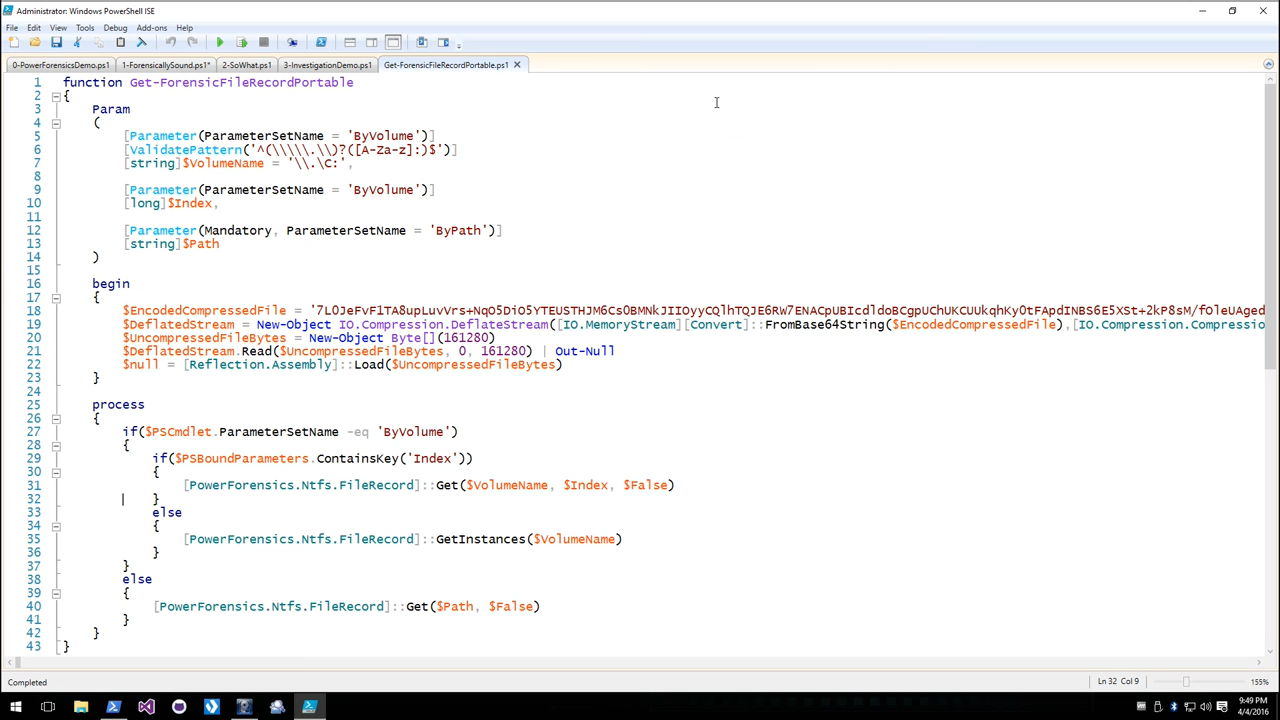 Administrator: Windows PowerShell ISE
File Edit View Tools Debug Add-ons Help
0-PowerForensicsDemo.ps1 1-ForensicallySound.ps1* 2-SoWhat.ps1 3-InvestigationDemo.ps1 Get-ForensicFileRecordPortable.ps1
1 function Get-ForensicFileRecordPortable
2 {
3 Param
4 (
5 [Parameter(ParameterSetName = 'ByVolume')]
6 [ValidatePattern('^(\\\\\.\\)?([A-Za-z]:)$')]
7 [string]$VolumeName = '\\.\C:',
8
9 [Parameter(ParameterSetName = 'ByVolume')]
10 [long]$Index,
11
12 [Parameter(Mandatory, ParameterSetName = 'ByPath')]
13 [string]$Path
14 )
15
16 begin
17 {
18 $EncodedCompressedFile =
19 $DeflatedStream = New-Object IO.Compression.DeflateStream([IO.MemoryStream][Convert]::FromBase64String($EncodedCompressedFile),[IO.Compression.Compressio
20 $UncompressedFileBytes = New-Object Byte[](161280)
21 $DeflatedStream.Read($UncompressedFileBytes, 0, 161280) | Out-Null
22 $null = [Reflection.Assembly]::Load($UncompressedFileBytes)
23 }
24
25 process
26 {
27 if($PSCmdlet.ParameterSetName -eq 'ByVolume')
28 {
29 if($PSBoundParameters.ContainsKey('Index'))
30 {
31 [PowerForensics.Ntfs.FileRecord]::Get($VolumeName, $Index, $False)
32 }
33 else
34 {
35 [PowerForensics.Ntfs.FileRecord]::GetInstances($VolumeName)
36 }
37 }
38 else
39 {
40 [PowerForensics.Ntfs.FileRecord]::Get($Path, $False)
41 }
42 }
43 }
Completed Ln 32 Col 9 155%
9:49 PM
4/4/2016